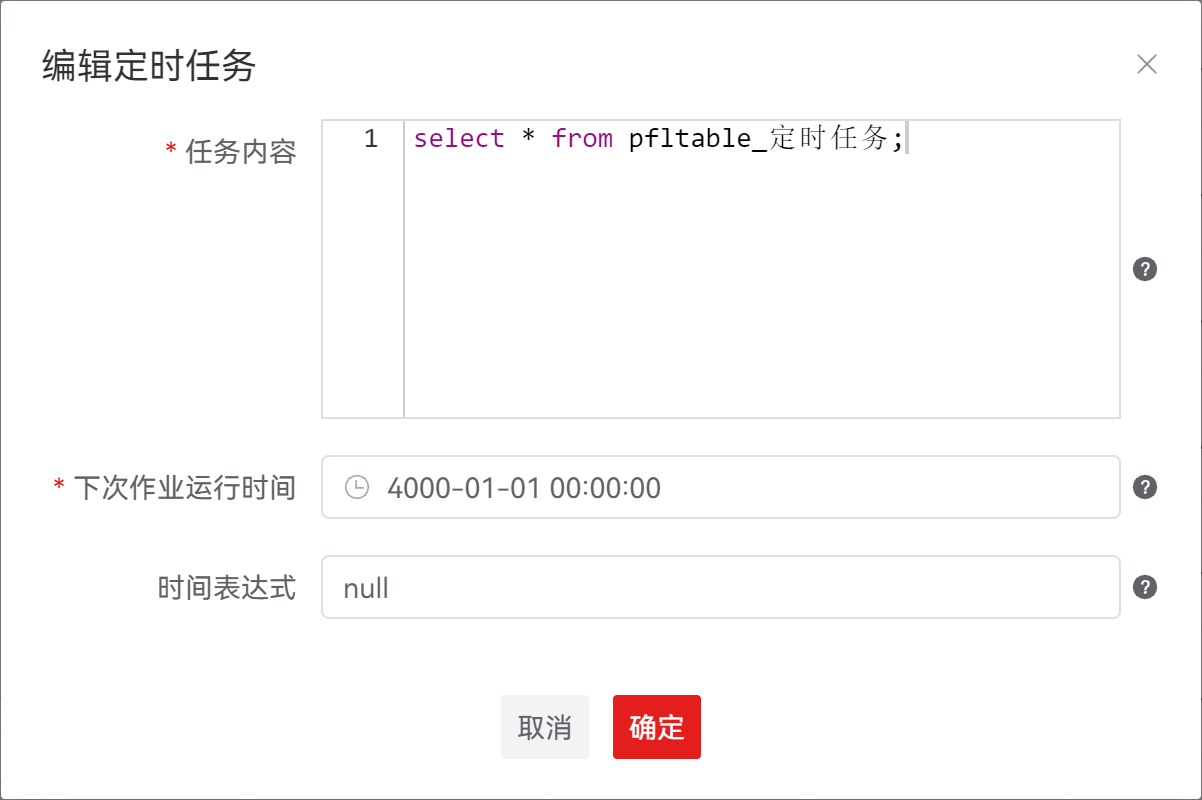 编辑定时任务
* 任务内容
1 select * from pfltable_定时任务;
* 下次作业运行时间 4000-01-01 00:00:00
时间表达式 null
取消 确定